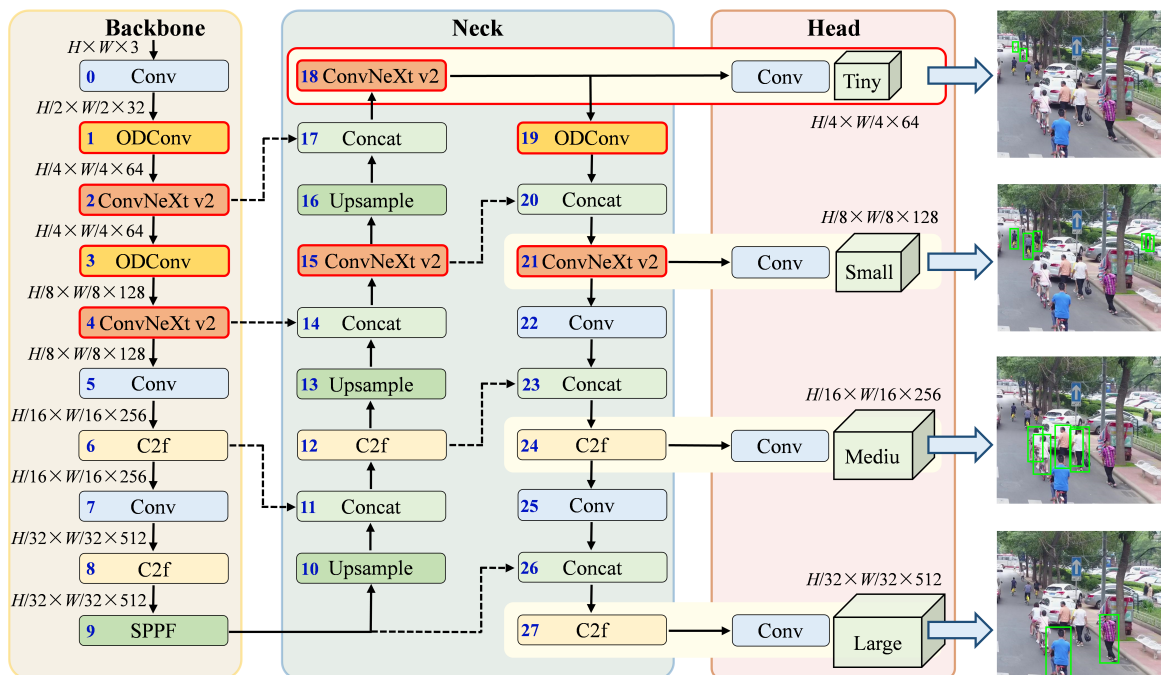 Backbone
H×W×3
0 Conv
H/2×W/2×32
1 ODConv
H/4×W/4×64
2 ConvNeXt v2
H/4×W/4×64
3 ODConv
H/8×W/8×128
4 ConvNeXt v2
H/8×W/8×128
5 Conv
H/16×W/16×256
6 C2f
H/16×W/16×256
7 Conv
H/32×W/32×512
8 C2f
H/32×W/32×512
9 SPPF
Neck
18 ConvNeXt v2
17 Concat
16 Upsample
15 ConvNeXt v2
14 Concat
13 Upsample
12 C2f
11 Concat
10 Upsample
19 ODConv
20 Concat
21 ConvNeXt v2
22 Conv
23 Concat
24 C2f
25 Conv
26 Concat
27 C2f
Head
Conv
Tiny
H/4×W/4×64
H/8×W/8×128
Conv
Small
H/16×W/16×256
Conv
Mediu
H/32×W/32×512
Conv
Large